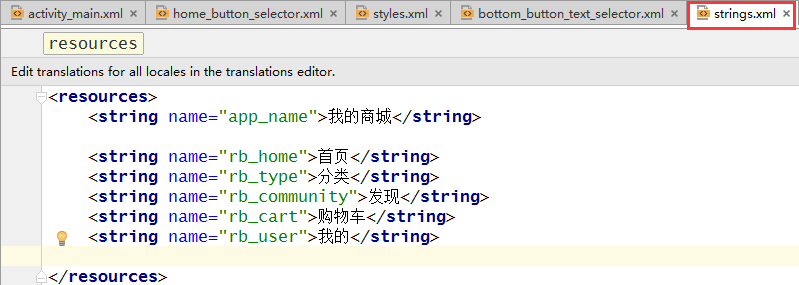 activity_main.xml home_button_selector.xml styles.xml bottom_button_text_selector.xml strings.xml
resources
Edit translations for all locales in the translations editor.
<resources>
<string name="app_name">我的商城</string>
<string name="rb_home">首页</string>
<string name="rb_type">分类</string>
<string name="rb_community">发现</string>
<string name="rb_cart">购物车</string>
<string name="rb_user">我的</string>
</resources>